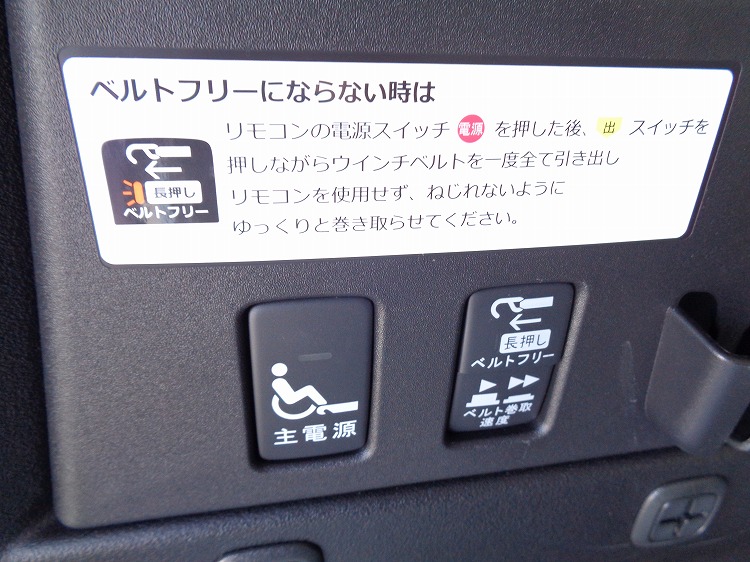 ベルトフリーにならない時は
リモコンの電源スイッチ 電源 を押した後、 出 スイッチを
押しながらウインチベルトを一度全て引き出し
リモコンを使用せず、ねじれないように
ゆっくりと巻き取らせてください。
長押し
ベルトフリー
主電源
長押し
ベルトフリー
ベルト巻取
速度